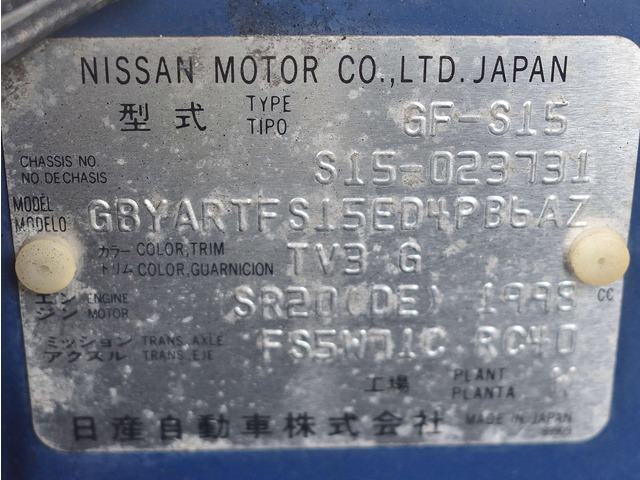 NISSAN MOTOR CO.,LTD. JAPAN
型式 TYPE TIPO GF-S15
CHASSIS NO. NO.DE CHASIS S15-023731
MODEL MODELO GBYARTFS15ED4PB6AZ
カラー COLOR,TRIM
トリム COLOR,GUARNICION TV3 G
エンジン ENGINE MOTOR SR20(DE) 1998 CC
ミッション TRANS. AXLE
アクスル TRANS. EJE FS5W71C RC40
工場 PLANT PLANTA Y
日産自動車株式会社 MADE IN JAPAN